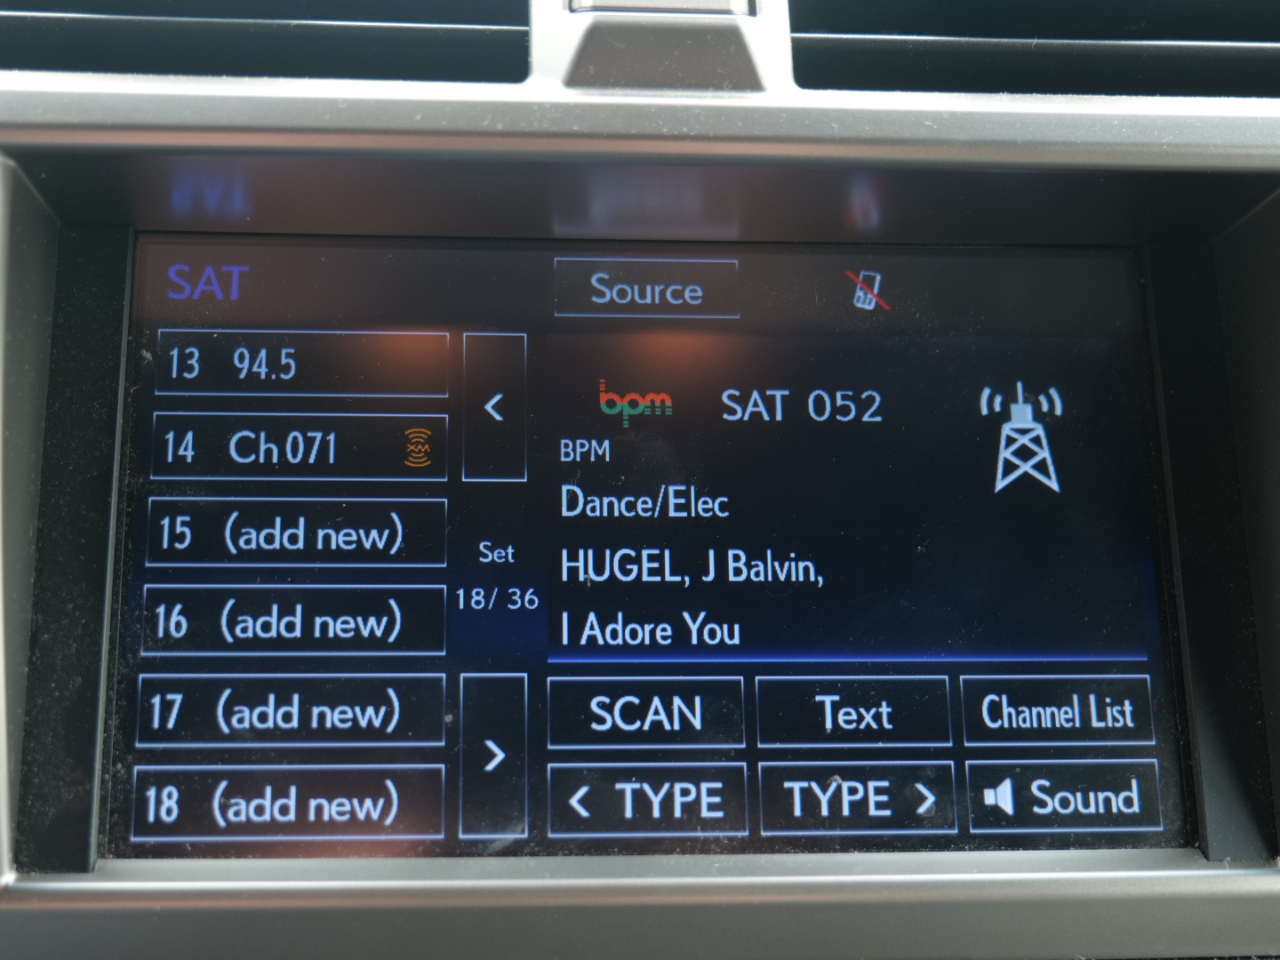 SAT
Source
13 94.5
14 Ch 071 XM
15 (add new)
16 (add new)
17 (add new)
18 (add new)
<
Set
18/ 36
>
bpm SAT 052
BPM
Dance/Elec
HUGEL, J Balvin,
I Adore You
SCAN Text Channel List
< TYPE TYPE > Sound